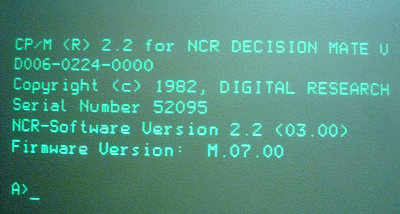 CP/M (R) 2.2 for NCR DECISION MATE V
D006-0224-0000
Copyright (c) 1982, DIGITAL RESEARCH
Serial Number 52095
NCR-Software Version 2.2 (03.00)
Firmware Version: M.07.00
A>_